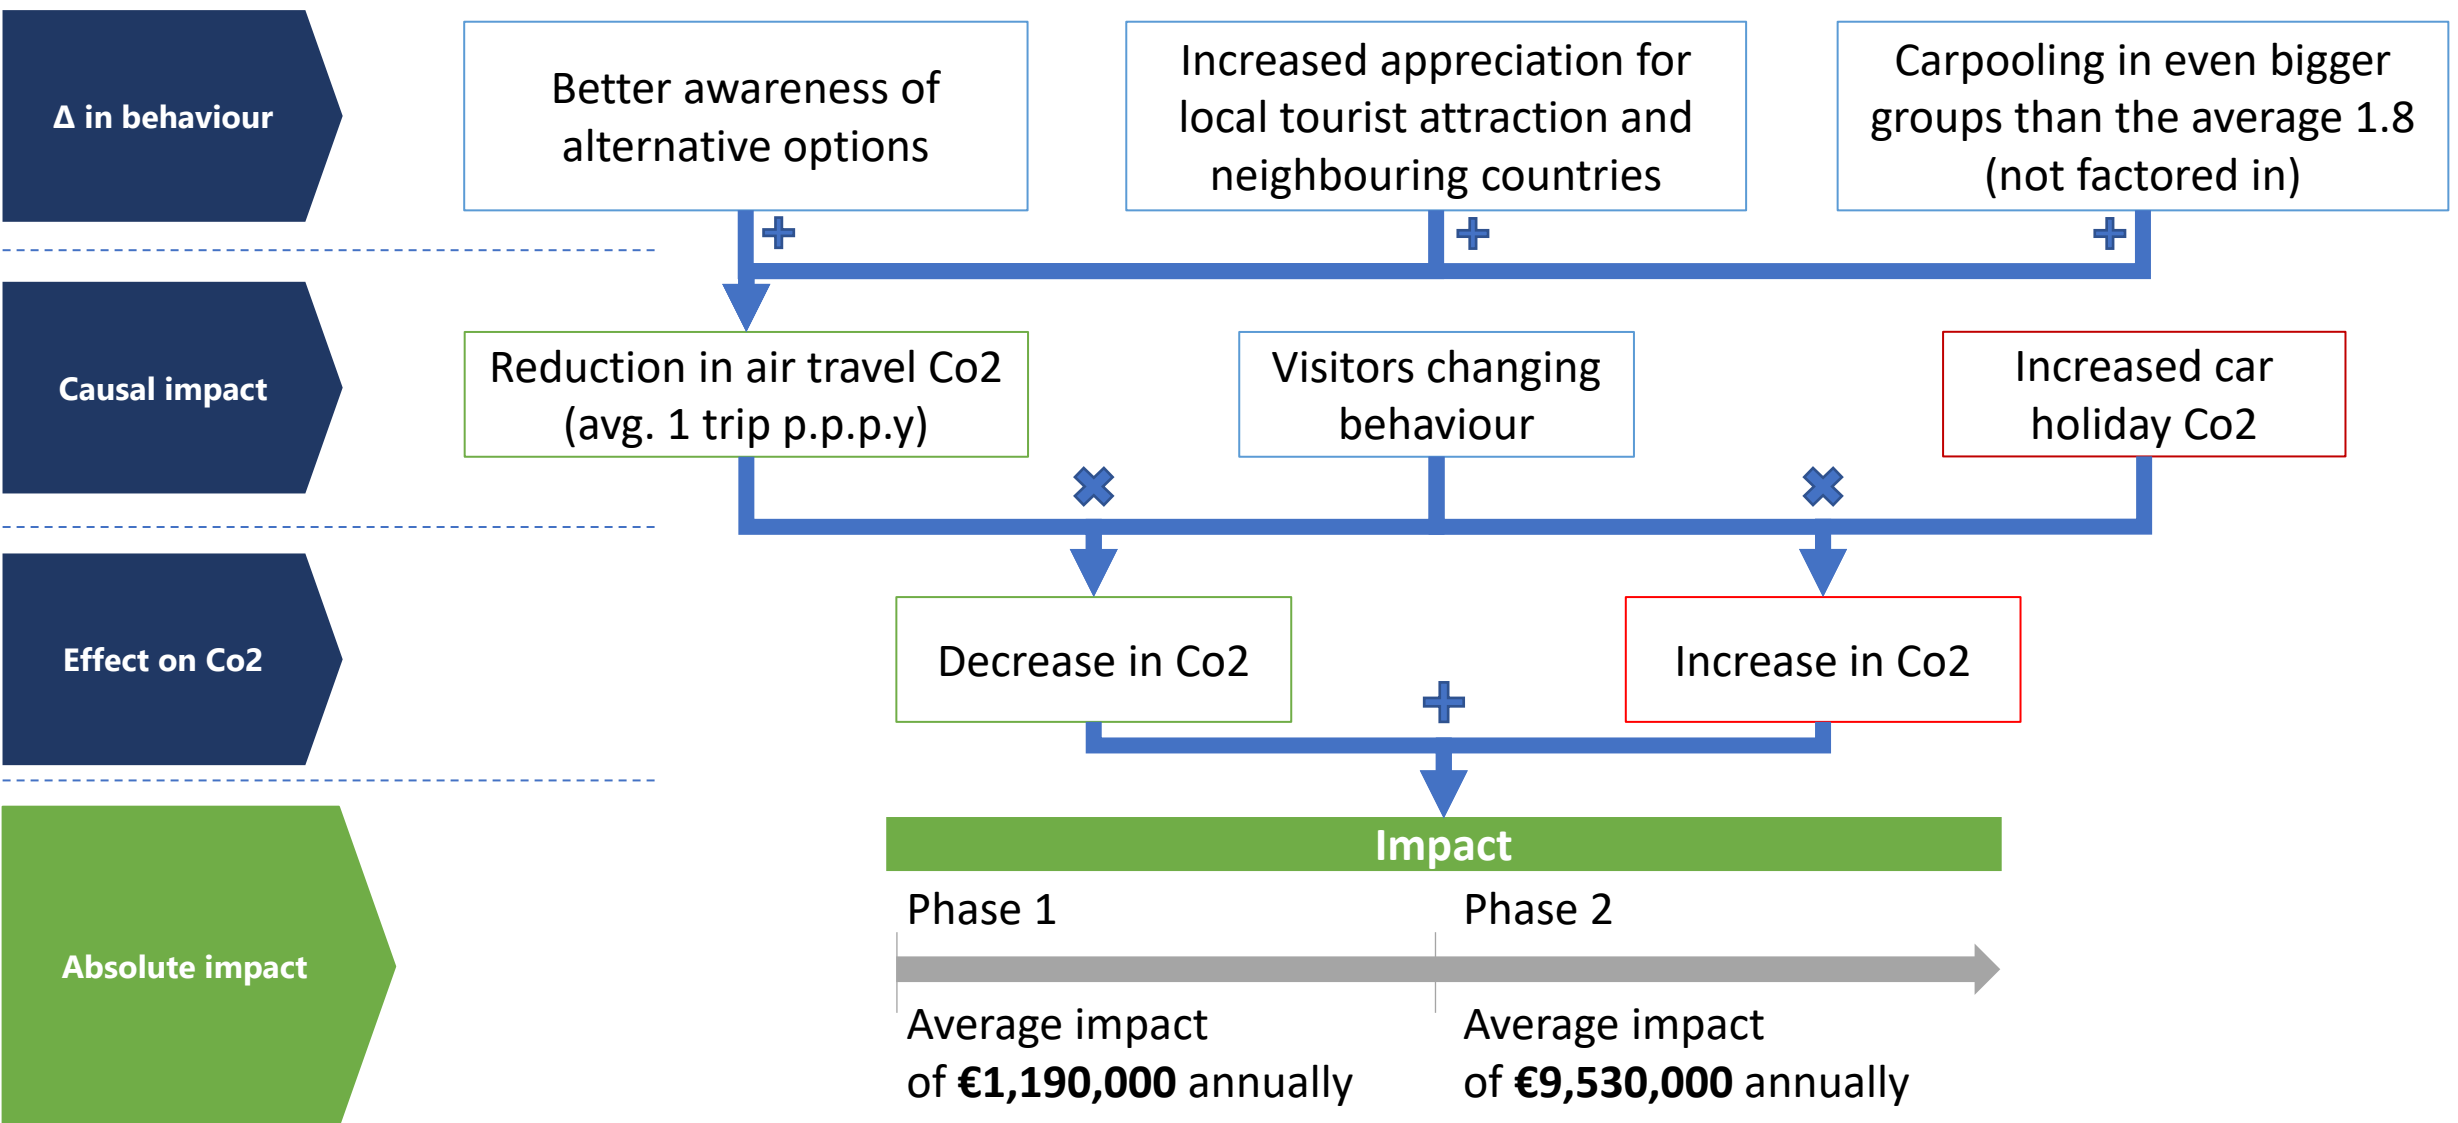 Δ in behaviour
Better awareness of
alternative options
Increased appreciation for
local tourist attraction and
neighbouring countries
Carpooling in even bigger
groups than the average 1.8
(not factored in)
Causal impact
Reduction in air travel Co2
(avg. 1 trip p.p.p.y)
Visitors changing
behaviour
Increased car
holiday Co2
Effect on Co2
Decrease in Co2
Increase in Co2
Absolute impact
Impact
Phase 1
Phase 2
Average impact
of €1,190,000 annually
Average impact
of €9,530,000 annually